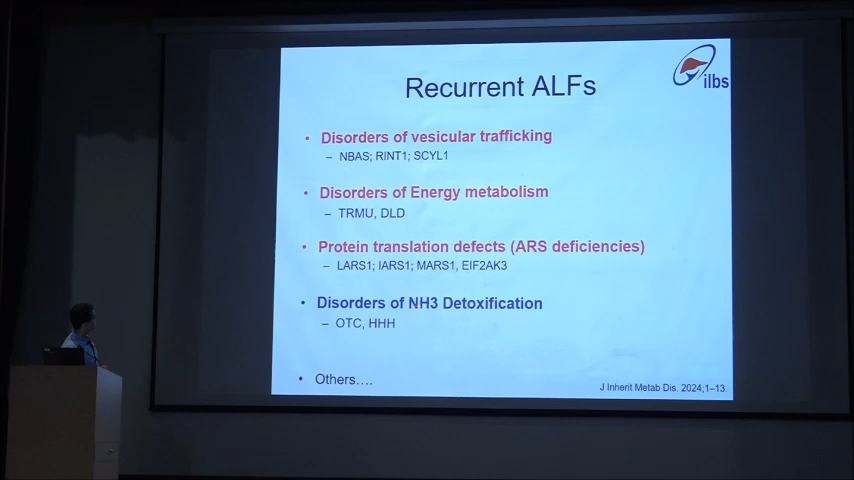 ilbs
Recurrent ALFs
• Disorders of vesicular trafficking
– NBAS; RINT1; SCYL1
• Disorders of Energy metabolism
– TRMU, DLD
• Protein translation defects (ARS deficiencies)
– LARS1; IARS1; MARS1, EIF2AK3
• Disorders of NH3 Detoxification
– OTC, HHH
• Others….
J Inherit Metab Dis. 2024;1–13.